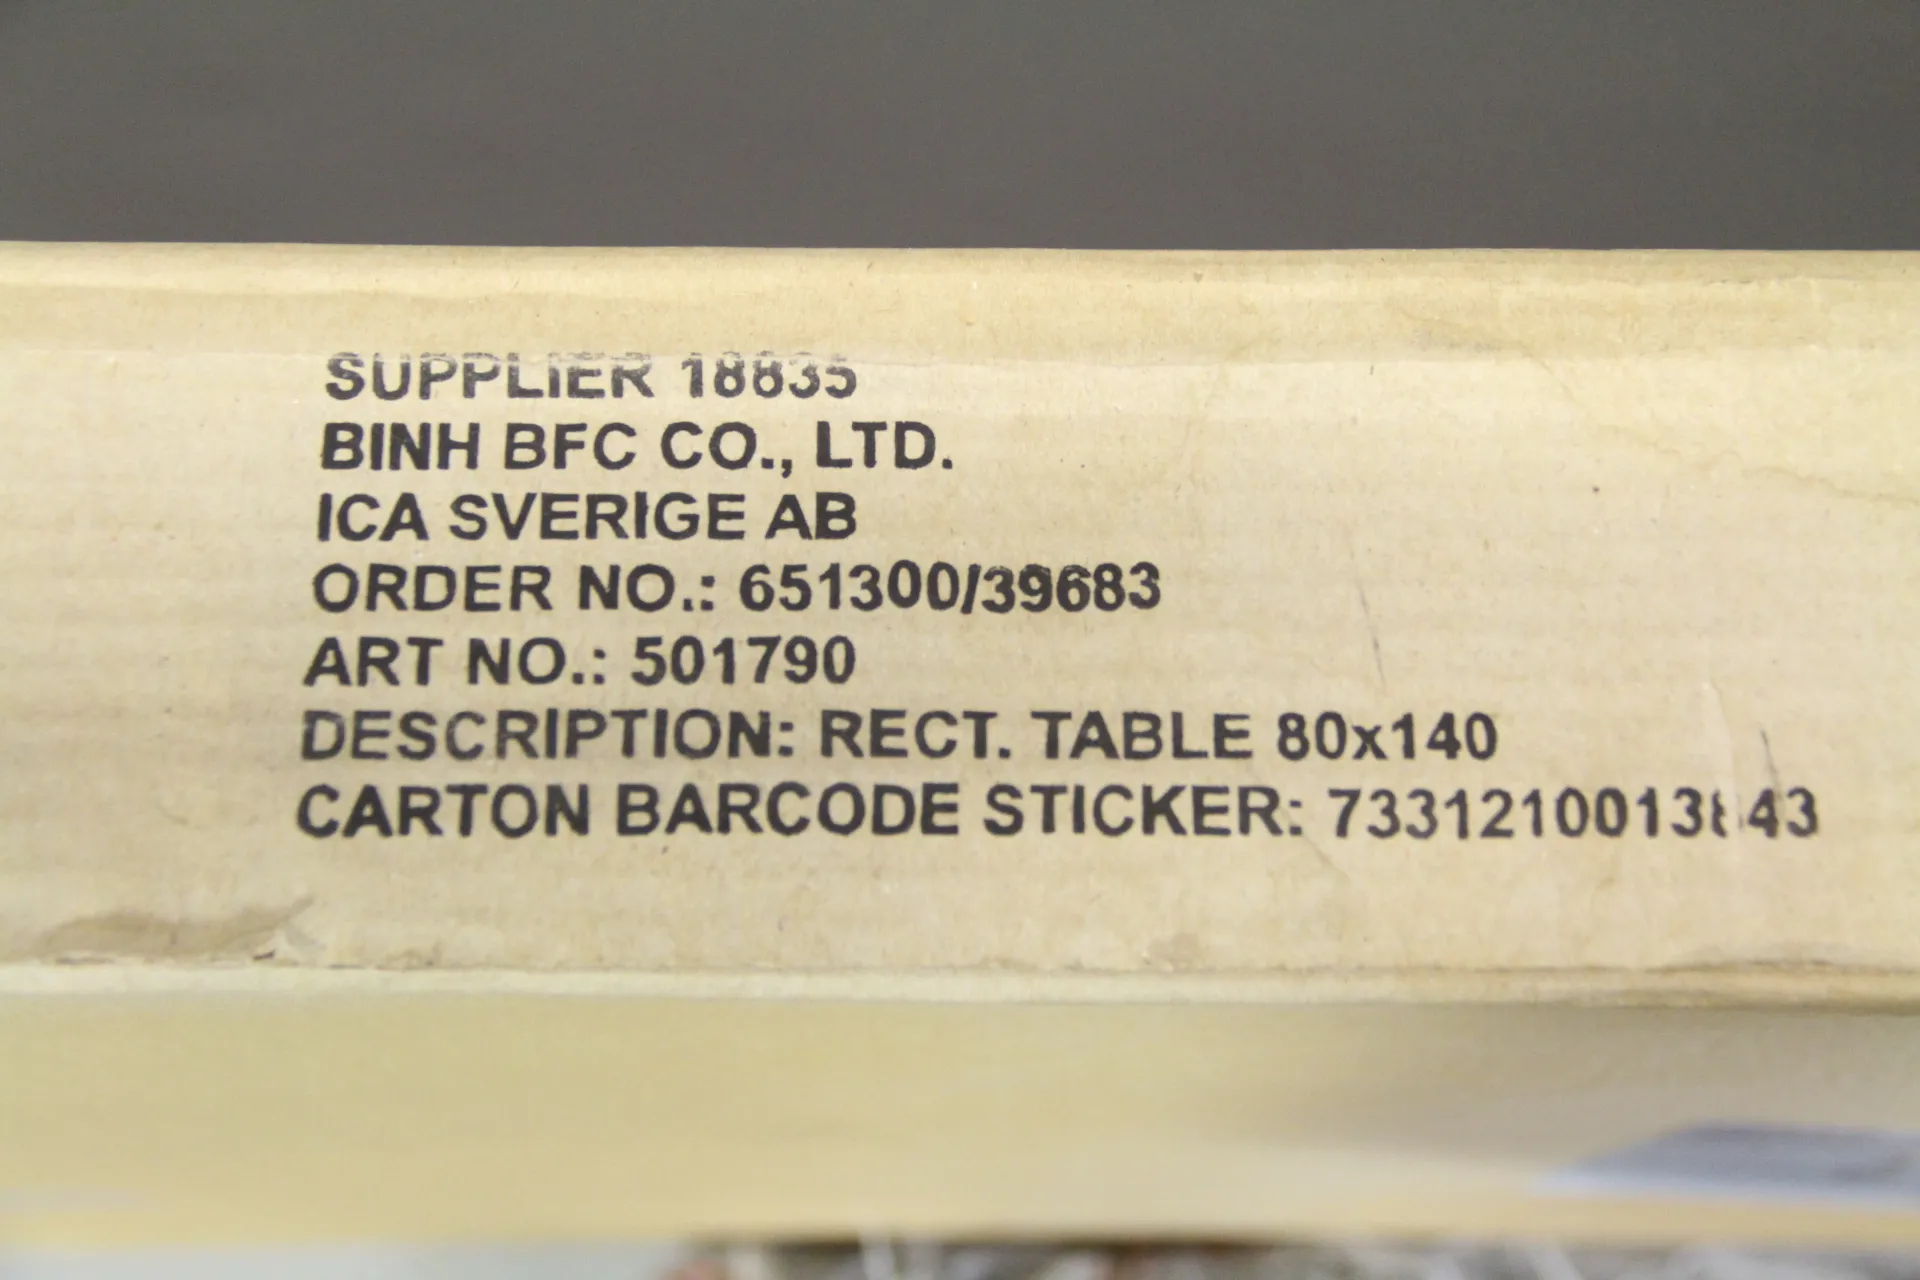 SUPPLIER 18835
BINH BFC CO., LTD.
ICA SVERIGE AB
ORDER NO.: 651300/39683
ART NO.: 501790
DESCRIPTION: RECT. TABLE 80x140
CARTON BARCODE STICKER: 7331210013843